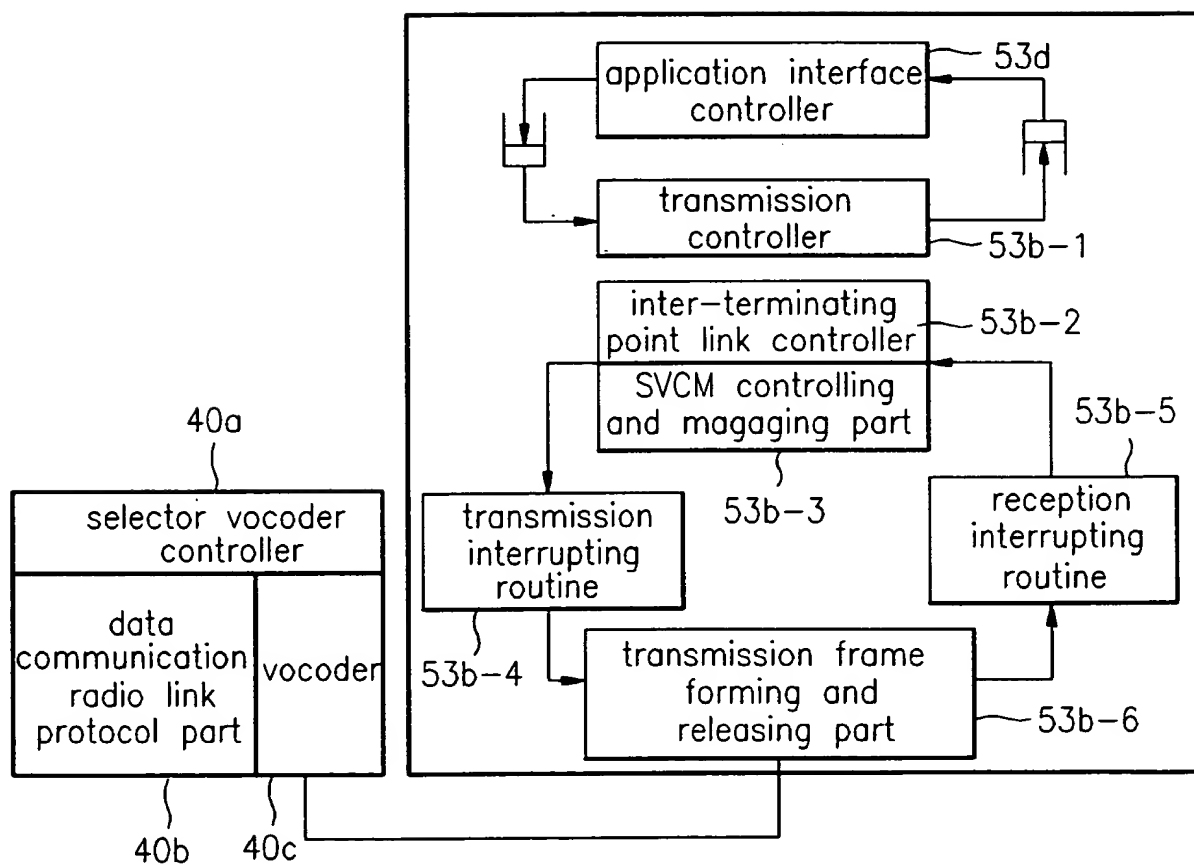 53d
application interface
controller
transmission
controller
53b-1
inter-terminating
point link controller
53b-2
SVCM controlling
and magaging part
53b-3
53b-5
reception
interrupting
routine
transmission
interrupting
routine
53b-4
transmission frame
forming and
releasing part
53b-6
40a
selector vocoder
controller
data
communication
radio link
protocol part
vocoder
40b
40c